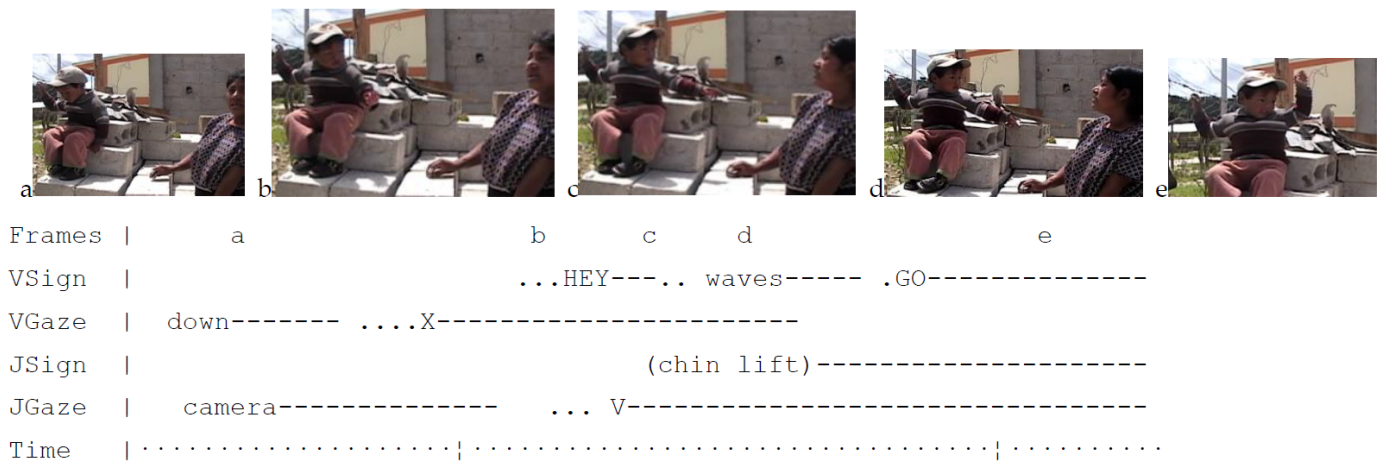 a b c d e
Frames | a b c d e
VSign | ...HEY---.. waves----- .GO--------------
VGaze | down------- ....X-----------------------
JSign | (chin lift)---------------------
JGaze | camera-------------- ... V---------------------------------
Time |····················¦·································¦··········